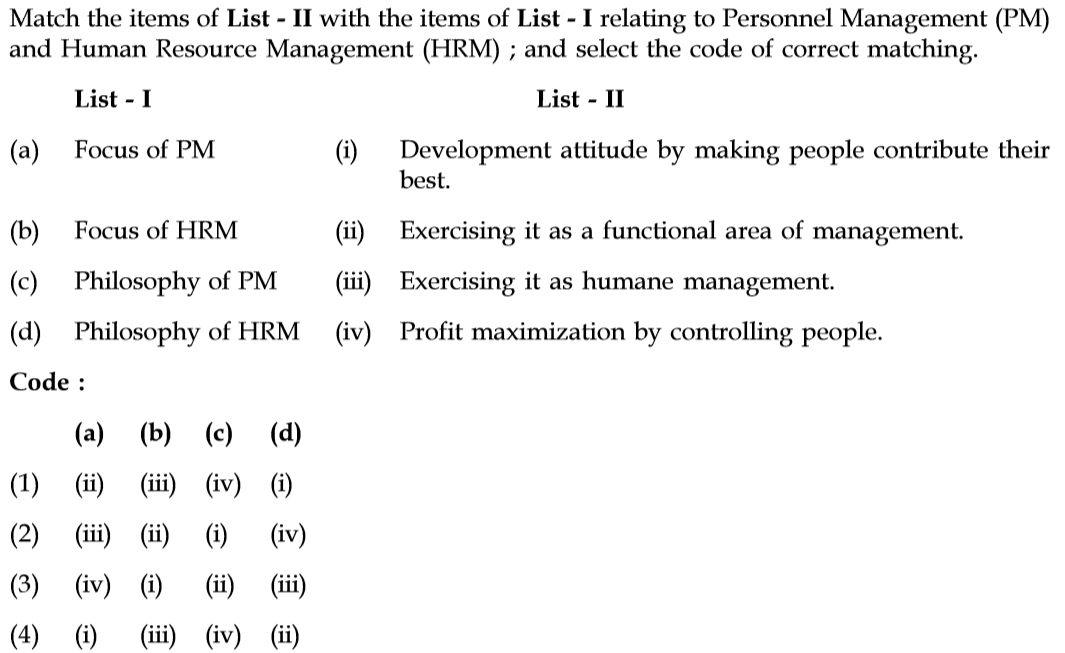 Match the items of List - II with the items of List - I relating to Personnel Management (PM)
and Human Resource Management (HRM) ; and select the code of correct matching.
List - I List - II
(a) Focus of PM (i) Development attitude by making people contribute their
best.
(b) Focus of HRM (ii) Exercising it as a functional area of management.
(c) Philosophy of PM (iii) Exercising it as humane management.
(d) Philosophy of HRM (iv) Profit maximization by controlling people.
Code :
(a) (b) (c) (d)
(1) (ii) (iii) (iv) (i)
(2) (iii) (ii) (i) (iv)
(3) (iv) (i) (ii) (iii)
(4) (i) (iii) (iv) (ii)